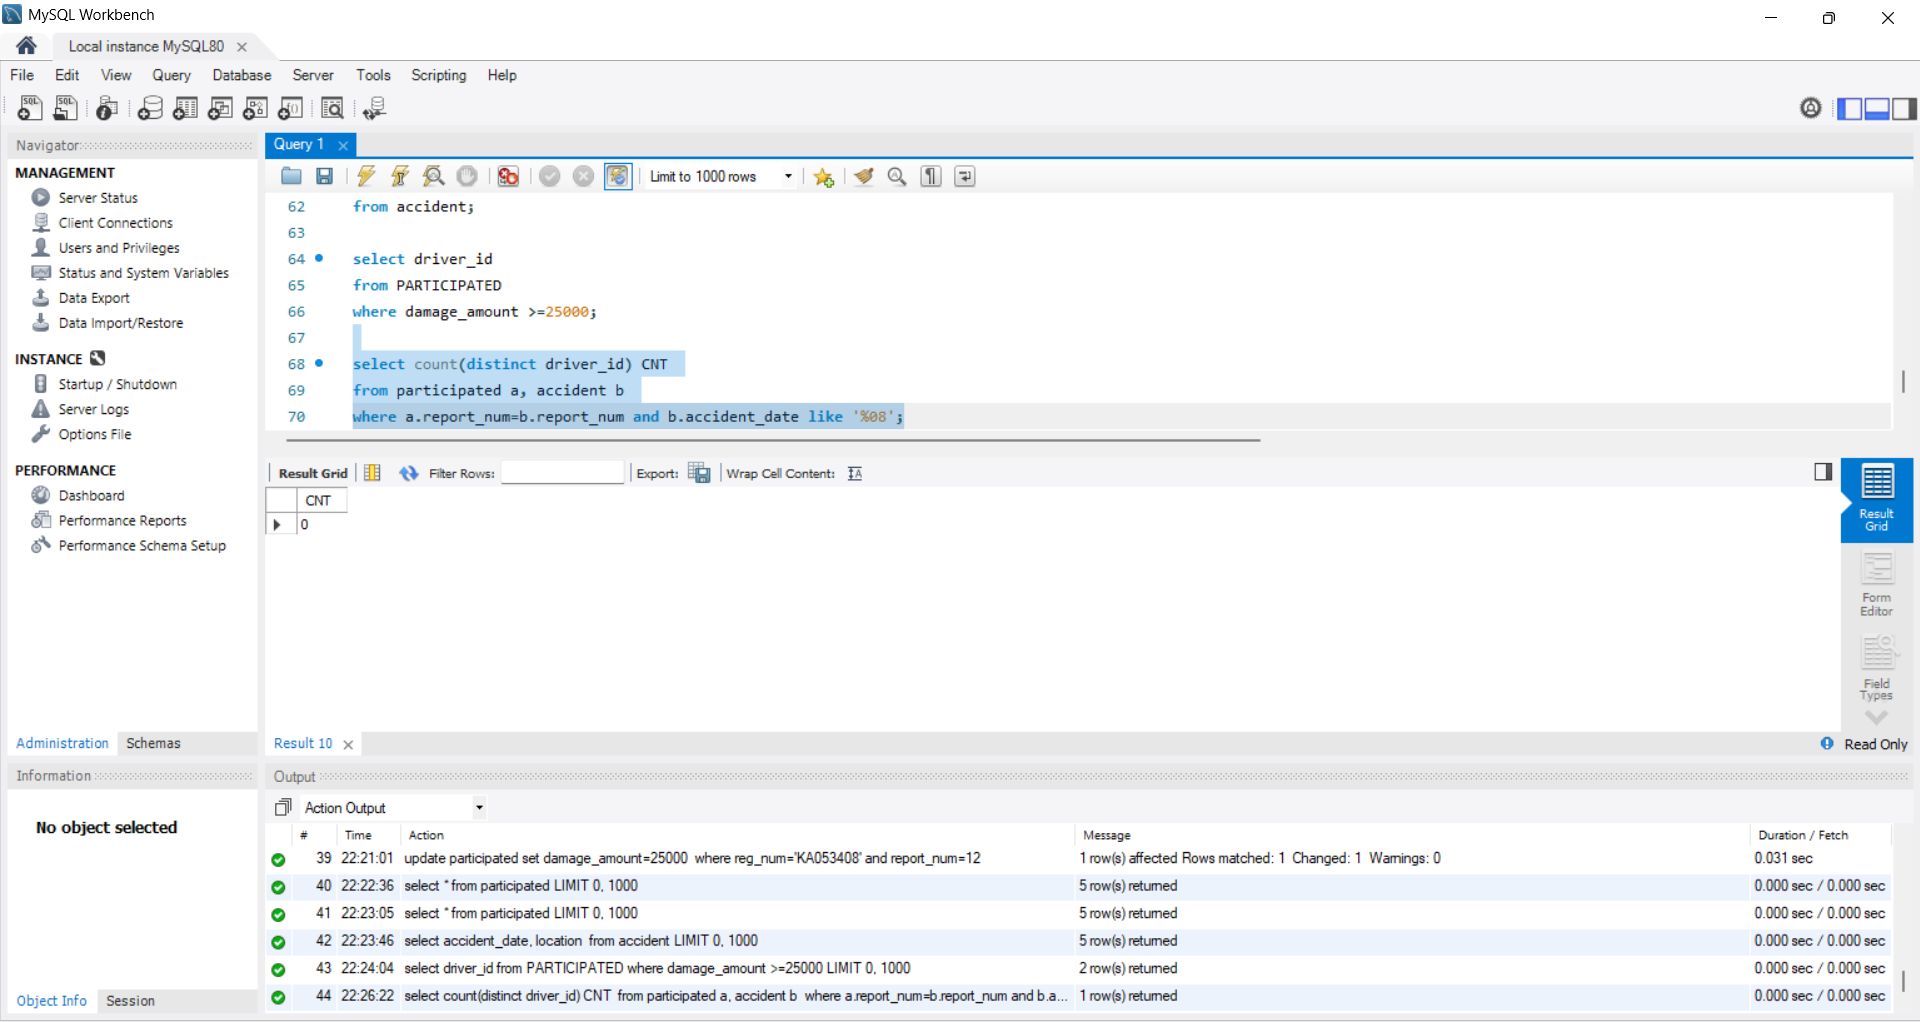 MySQL Workbench
Local instance MySQL80
File Edit View Query Database Server Tools Scripting Help
Navigator
MANAGEMENT
Server Status
Client Connections
Users and Privileges
Status and System Variables
Data Export
Data Import/Restore
INSTANCE
Startup / Shutdown
Server Logs
Options File
PERFORMANCE
Dashboard
Performance Reports
Performance Schema Setup
Administration Schemas
Information
No object selected
Object Info Session
Query 1
Limit to 1000 rows
62 from accident;
63
64 select driver_id
65 from PARTICIPATED
66 where damage_amount >=25000;
67
68 select count(distinct driver_id) CNT
69 from participated a, accident b
70 where a.report_num=b.report_num and b.accident_date like '%08';
Result Grid Filter Rows: Export: Wrap Cell Content:
CNT
0
Result Grid
Form Editor
Field Types
Result 10
Read Only
Output
Action Output
# Time Action Message Duration / Fetch
39 22:21:01 update participated set damage_amount=25000 where reg_num='KA053408' and report_num=12 1 row(s) affected Rows matched: 1 Changed: 1 Warnings: 0 0.031 sec
40 22:22:36 select * from participated LIMIT 0, 1000 5 row(s) returned 0.000 sec / 0.000 sec
41 22:23:05 select * from participated LIMIT 0, 1000 5 row(s) returned 0.000 sec / 0.000 sec
42 22:23:46 select accident_date, location from accident LIMIT 0, 1000 5 row(s) returned 0.000 sec / 0.000 sec
43 22:24:04 select driver_id from PARTICIPATED where damage_amount >=25000 LIMIT 0, 1000 2 row(s) returned 0.000 sec / 0.000 sec
44 22:26:22 select count(distinct driver_id) CNT from participated a, accident b where a.report_num=b.report_num and b.a... 1 row(s) returned 0.000 sec / 0.000 sec